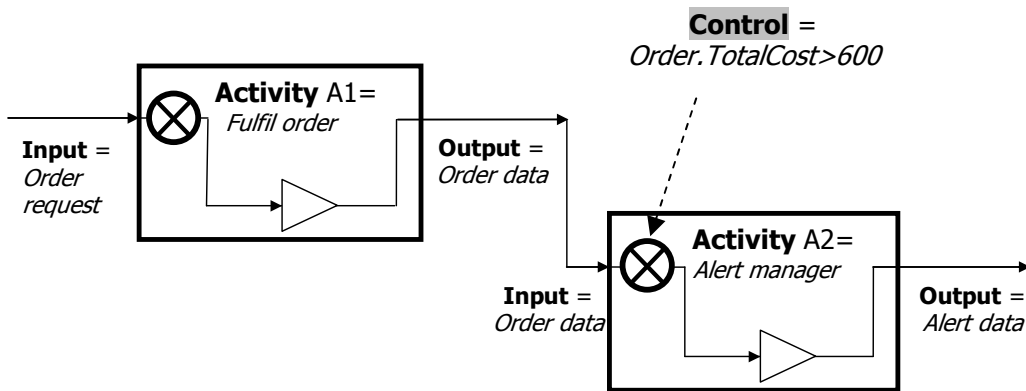 Control =
Order.TotalCost>600
Activity A1=
Fulfil order
Input =
Order
request
Output =
Order data
Activity A2=
Alert manager
Input =
Order data
Output =
Alert data